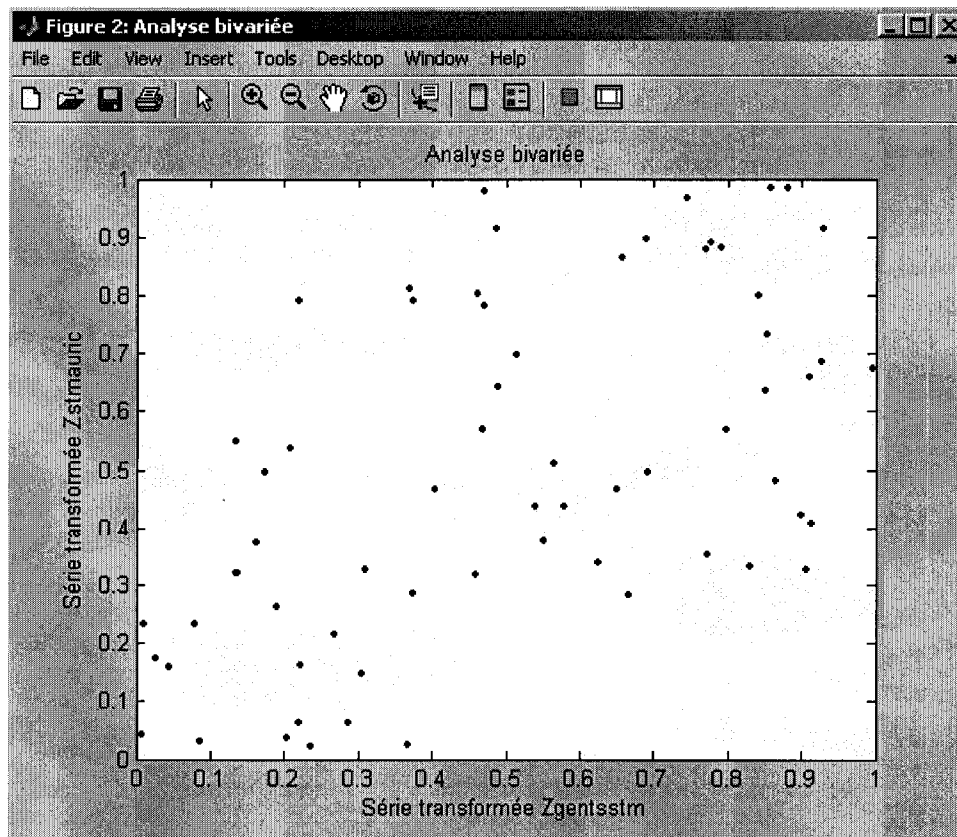 Figure 2: Analyse bivariée
File Edit View Insert Tools Desktop Window Help
Analyse bivariée
1
0.9
0.8
0.7
0.6
0.5
0.4
0.3
0.2
0.1
0
Série transformée Zstmauric
0 0.1 0.2 0.3 0.4 0.5 0.6 0.7 0.8 0.9 1
Série transformée Zgentsstm